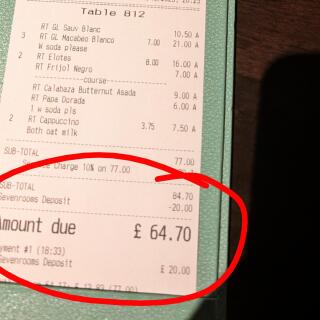 Table 812
RT GL Sauv Blanc 10.50 A
3 RT GL Macabeo Blanco 7.00 21.00 A
W soda please
2 RT Elotes 8.00 16.00 A
RT Frijol Negro 7.00 A
course
RT Calabaza Butternut Asada 9.00 A
RT Papa Dorada 6.00 A
1 w soda pls
2 RT Cappuccino 3.75 7.50 A
Both oat milk
SUB-TOTAL 77.00
Charge 10% on 77.00
SUB-TOTAL 84.70
Sevenrooms Deposit -20.00
Amount due £ 64.70
yment #1 (18:33)
Sevenrooms Deposit £ 20.00